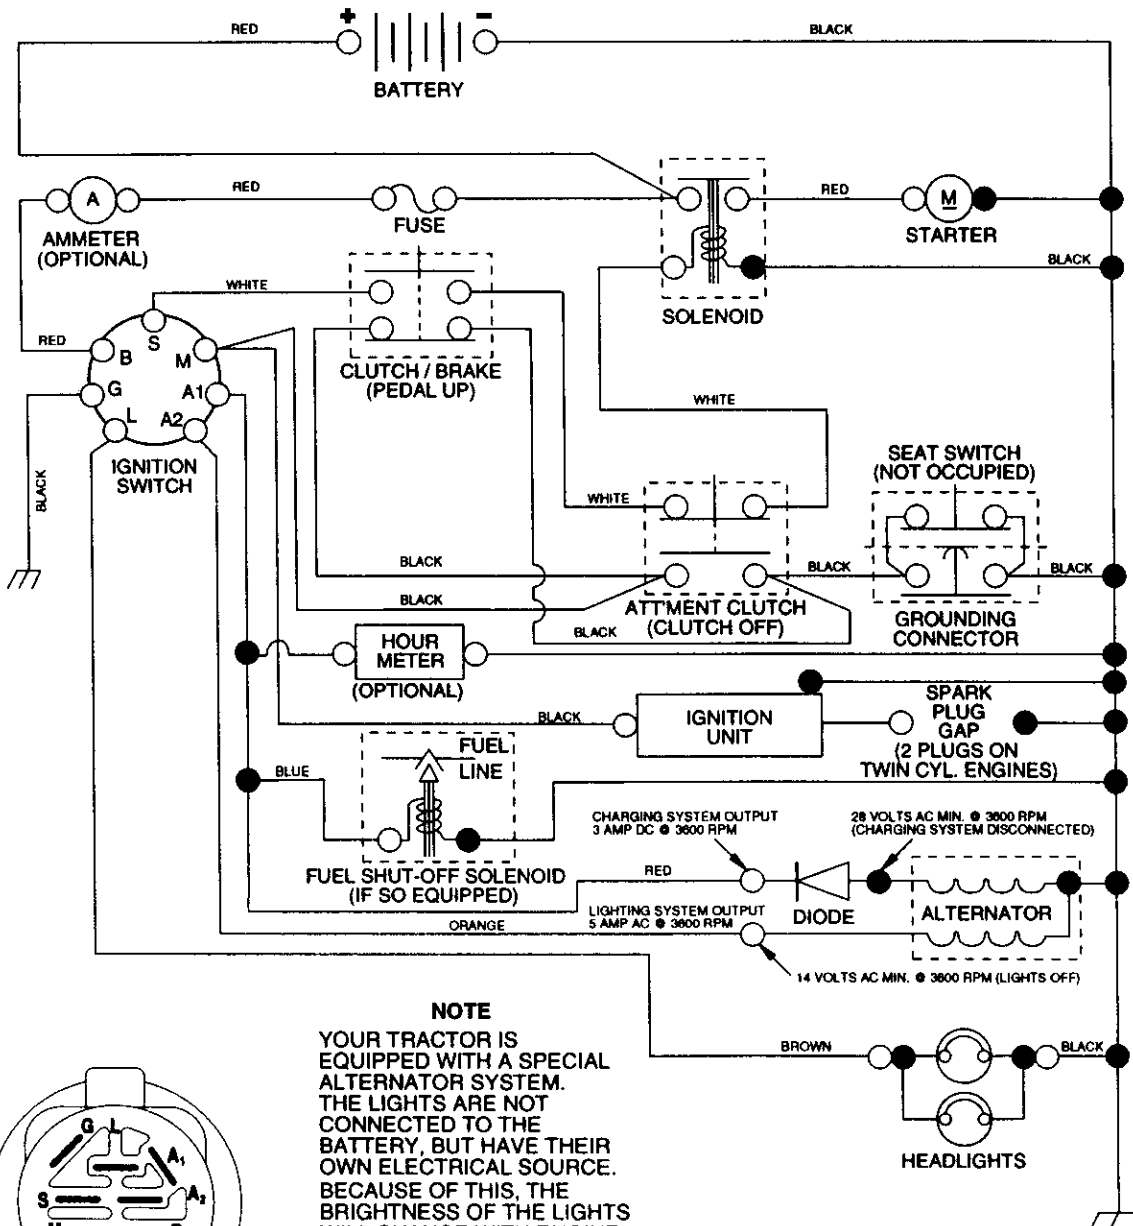 + -
RED
BLACK
BATTERY
A
RED
FUSE
RED
M
STARTER
AMMETER
(OPTIONAL)
BLACK
WHITE
SOLENOID
RED
B
S
M
G
A1
L
A2
CLUTCH / BRAKE
(PEDAL UP)
IGNITION
SWITCH
BLACK
WHITE
SEAT SWITCH
(NOT OCCUPIED)
WHITE
BLACK
BLACK
BLACK
BLACK
ATT'MENT CLUTCH
(CLUTCH OFF)
GROUNDING
CONNECTOR
BLACK
HOUR
METER
(OPTIONAL)
BLACK
IGNITION
UNIT
SPARK
PLUG
GAP
(2 PLUGS ON
TWIN CYL. ENGINES)
FUEL
LINE
BLUE
FUEL SHUT-OFF SOLENOID
(IF SO EQUIPPED)
CHARGING SYSTEM OUTPUT
3 AMP DC @ 3600 RPM
28 VOLTS AC MIN. @ 3600 RPM
(CHARGING SYSTEM DISCONNECTED)
RED
DIODE
ALTERNATOR
LIGHTING SYSTEM OUTPUT
5 AMP AC @ 3600 RPM
ORANGE
14 VOLTS AC MIN. @ 3600 RPM (LIGHTS OFF)
BROWN
BLACK
HEADLIGHTS
NOTE
YOUR TRACTOR IS
EQUIPPED WITH A SPECIAL
ALTERNATOR SYSTEM.
THE LIGHTS ARE NOT
CONNECTED TO THE
BATTERY, BUT HAVE THEIR
OWN ELECTRICAL SOURCE.
BECAUSE OF THIS, THE
BRIGHTNESS OF THE LIGHTS
WILL CHANGE WITH ENGINE
G L
A1
A2
S